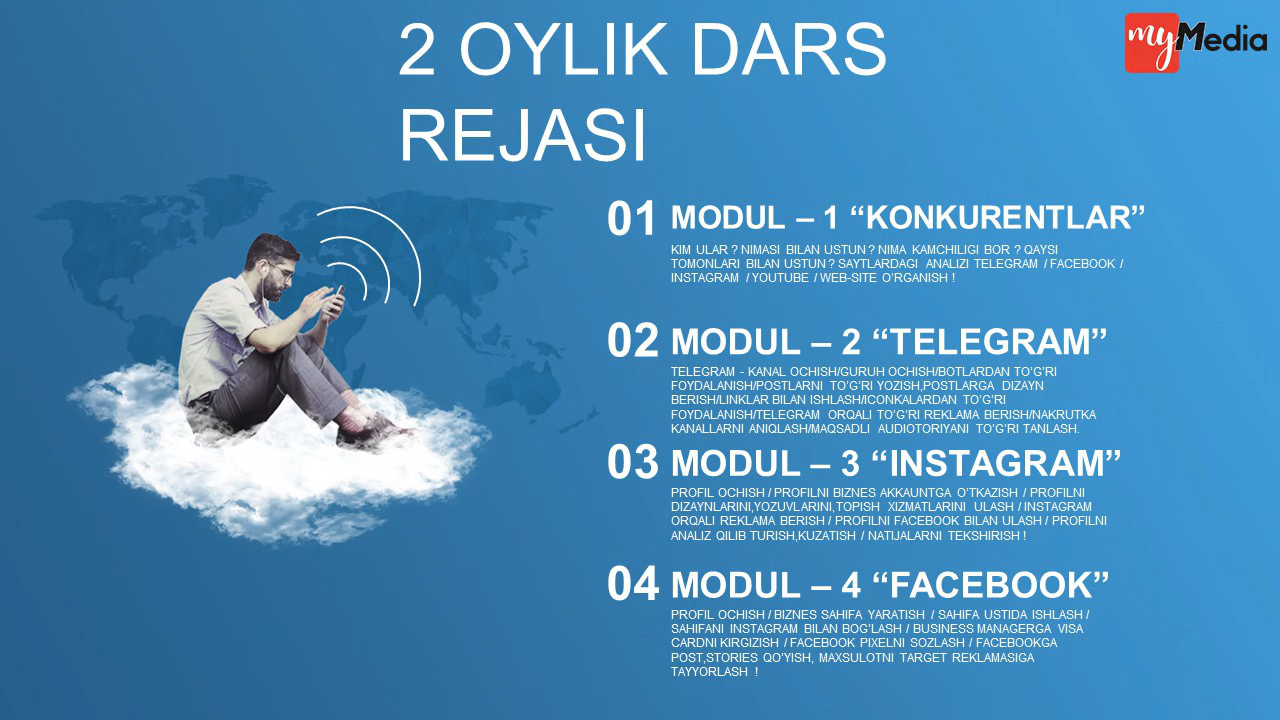 2 OYLIK DARS
REJASI
myMedia
01 MODUL – 1 “KONKURENTLAR”
KIM ULAR ? NIMASI BILAN USTUN ? NIMA KAMCHILIGI BOR ? QAYSI
TOMONLARI BILAN USTUN ? SAYTLARDAGI ANALIZI TELEGRAM / FACEBOOK /
INSTAGRAM / YOUTUBE / WEB-SITE O’RGANISH !
02 MODUL – 2 “TELEGRAM”
TELEGRAM - KANAL OCHISH/GURUH OCHISH/BOTLARDAN TO’G’RI
FOYDALANISH/POSTLARNI TO’G’RI YOZISH,POSTLARGA DIZAYN
BERISH/LINKLAR BILAN ISHLASH/ICONKALARDAN TO’G’RI
FOYDALANISH/TELEGRAM ORQALI TO’G’RI REKLAMA BERISH/NAKRUTKA
KANALLARNI ANIQLASH/MAQSADLI AUDIOTORIYANI TO’G’RI TANLASH.
03 MODUL – 3 “INSTAGRAM”
PROFIL OCHISH / PROFILNI BIZNES AKKAUNTGA O’TKAZISH / PROFILNI
DIZAYNLARINI,YOZUVLARINI,TOPISH XIZMATLARINI ULASH / INSTAGRAM
ORQALI REKLAMA BERISH / PROFILNI FACEBOOK BILAN ULASH / PROFILNI
ANALIZ QILIB TURISH,KUZATISH / NATIJALARNI TEKSHIRISH !
04 MODUL – 4 “FACEBOOK”
PROFIL OCHISH / BIZNES SAHIFA YARATISH / SAHIFA USTIDA ISHLASH /
SAHIFANI INSTAGRAM BILAN BOG’LASH / BUSINESS MANAGERGA VISA
CARDNI KIRGIZISH / FACEBOOK PIXELNI SOZLASH / FACEBOOKGA
POST,STORIES QO’YISH, MAXSULOTNI TARGET REKLAMASIGA
TAYYORLASH !